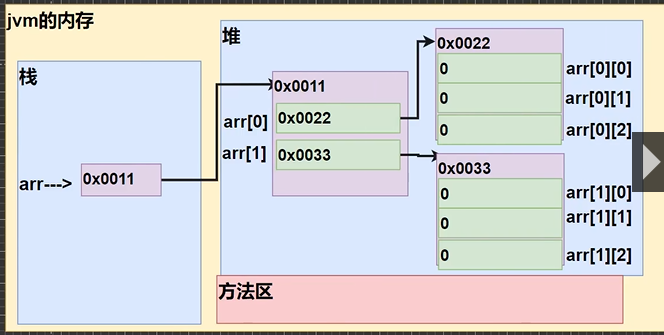 jvm的内存
栈
堆
arr---> 0x0011
0x0011
arr[0] 0x0022
arr[1] 0x0033
0x0022
0 arr[0][0]
0 arr[0][1]
0 arr[0][2]
0x0033
0 arr[1][0]
0 arr[1][1]
0 arr[1][2]
方法区